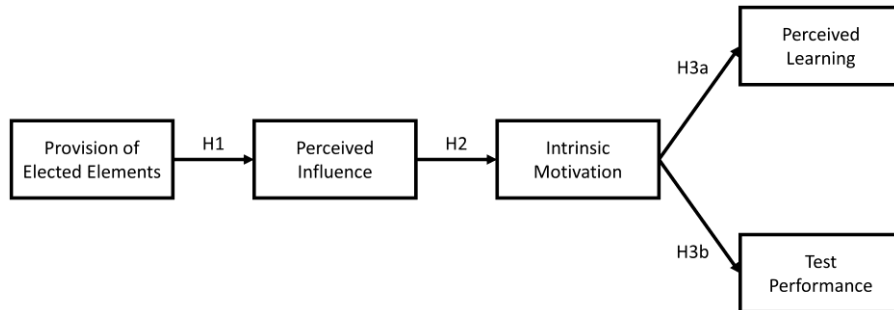 Provision of
Elected Elements
H1
Perceived
Influence
H2
Intrinsic
Motivation
H3a
Perceived
Learning
H3b
Test
Performance